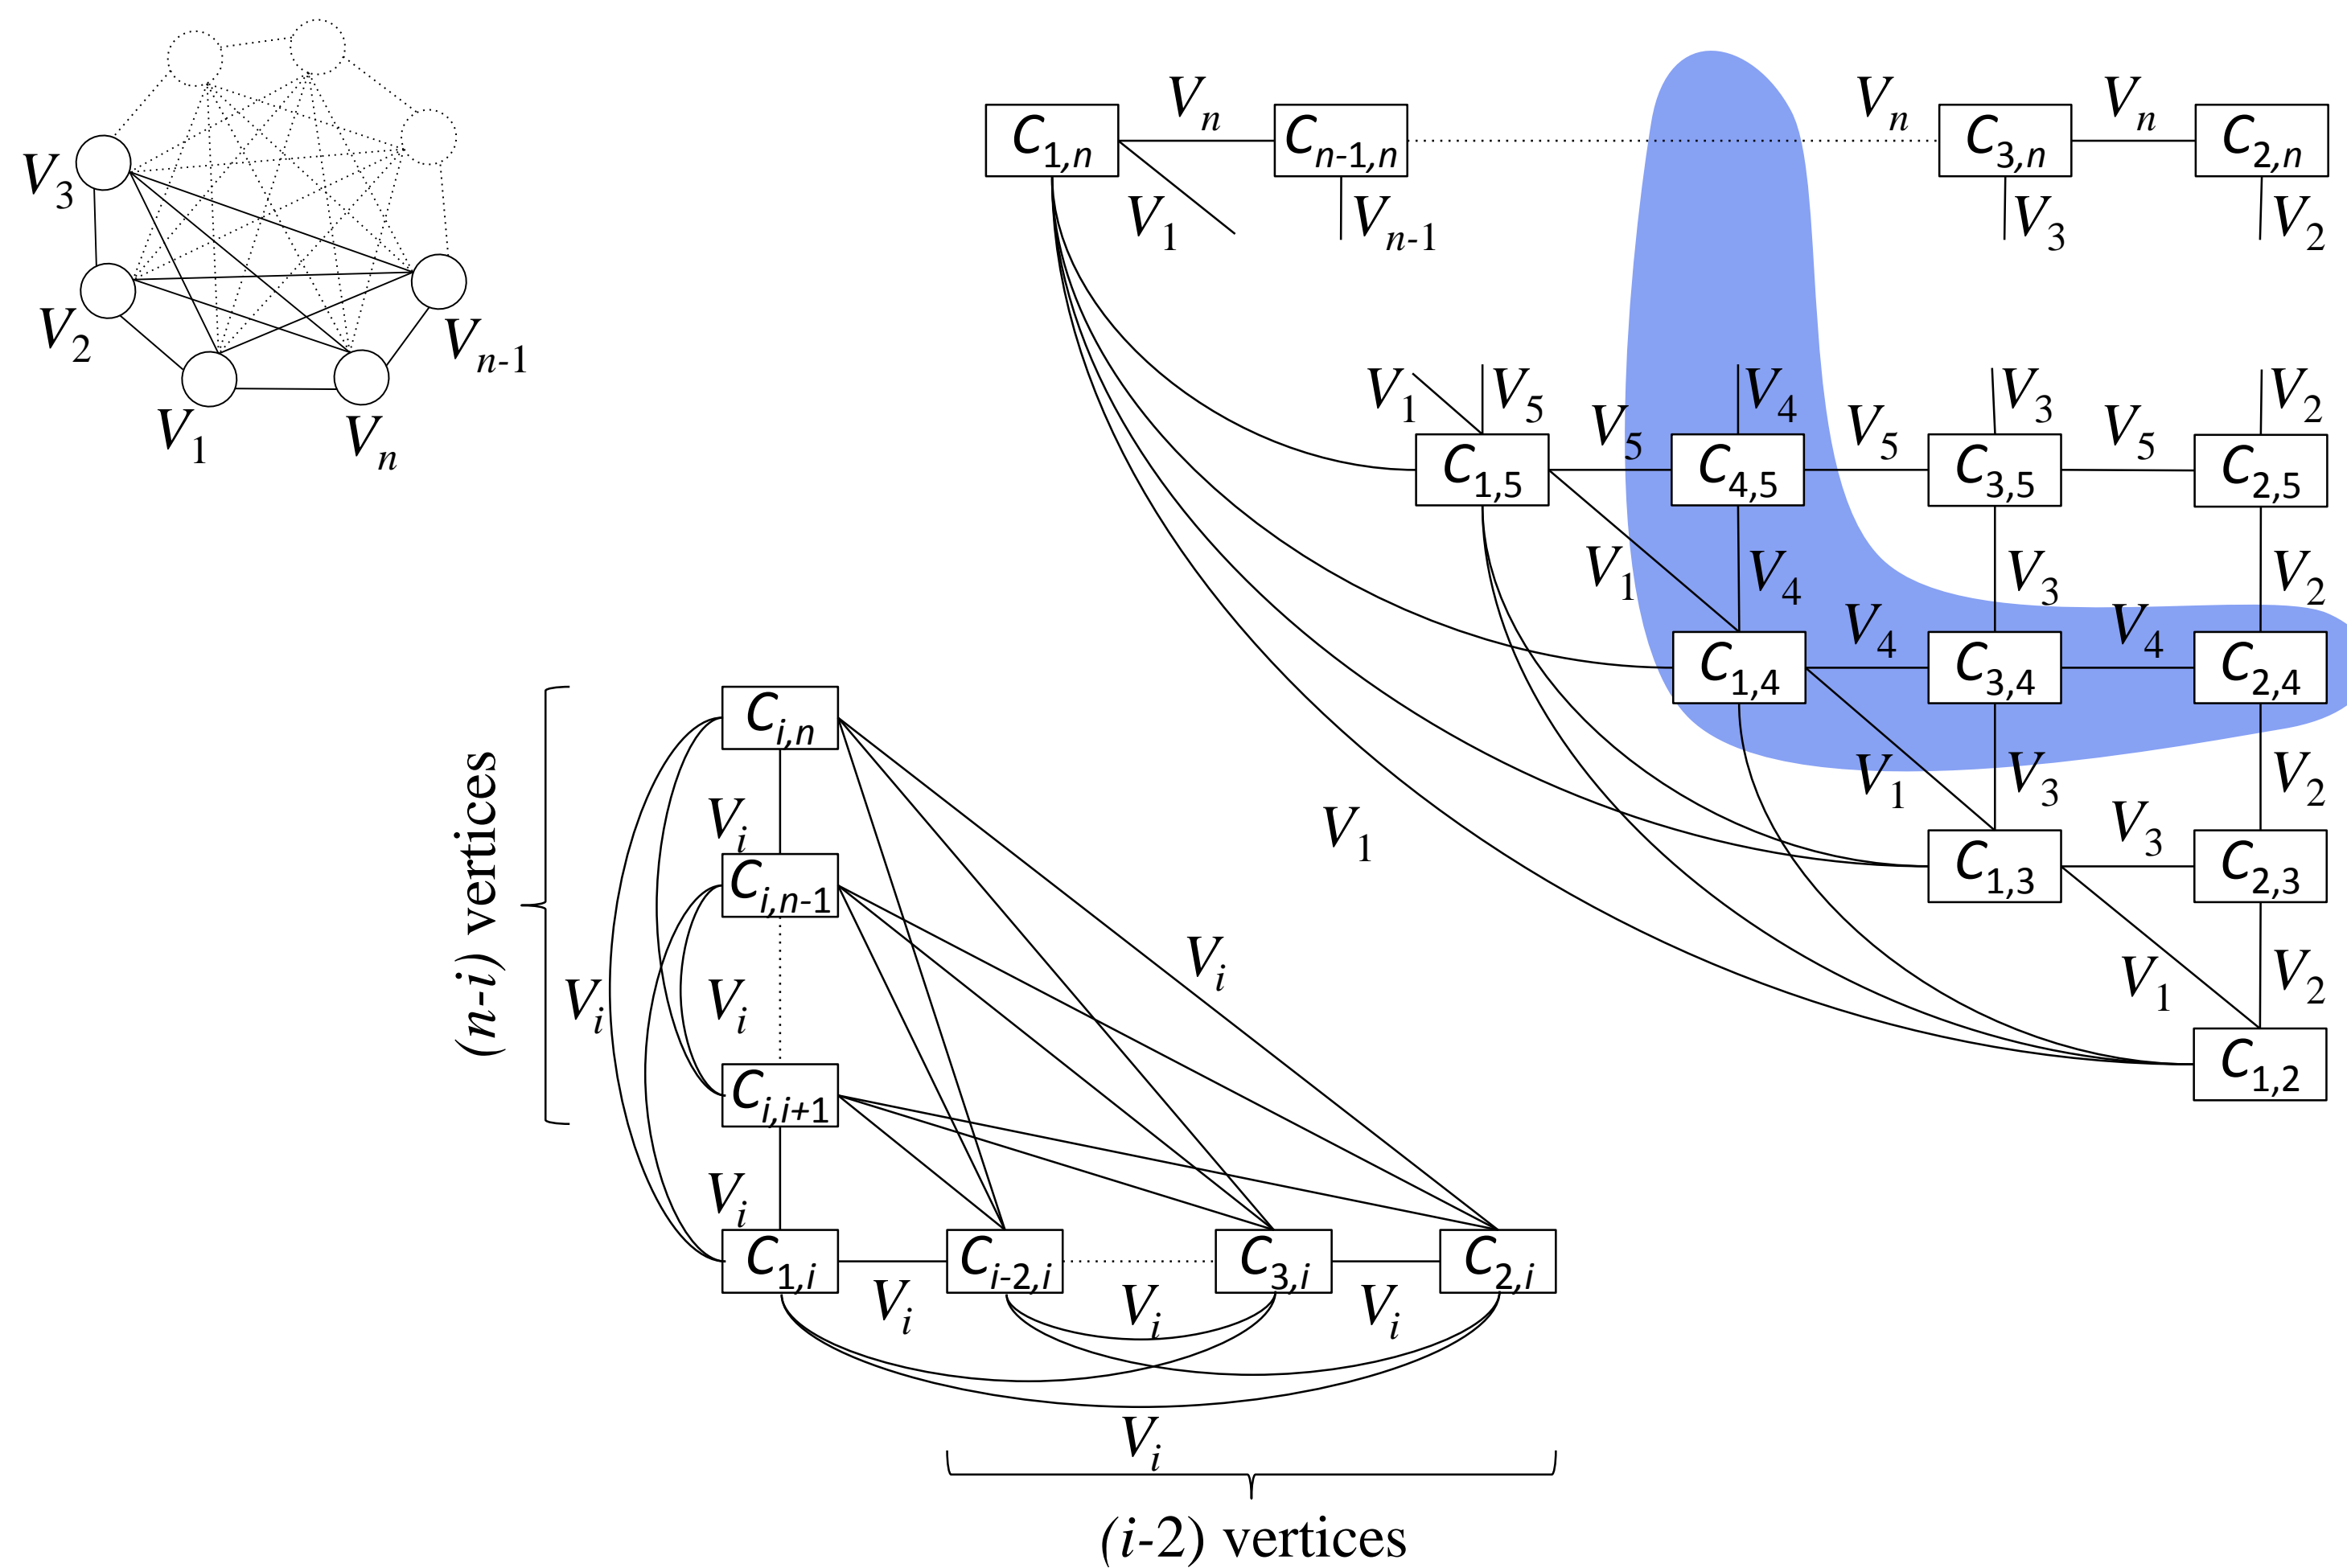 V3
V2
V1
Vn
Vn-1
C1,n
Vn
Cn-1,n
Vn
C3,n
Vn
C2,n
V1
Vn-1
V3
V2
V1
V5
V4
V3
V2
C1,5
V5
C4,5
V5
C3,5
V5
C2,5
V1
V4
V3
V2
C1,4
V4
C3,4
V4
C2,4
V1
V3
V2
V1
C1,3
V3
C2,3
V1
V2
C1,2
(n-i) vertices
Ci,n
Vi
Ci,n-1
Vi
Vi
Vi
Ci,i+1
Vi
C1,i
Vi
Ci-2,i
Vi
C3,i
Vi
C2,i
Vi
(i-2) vertices